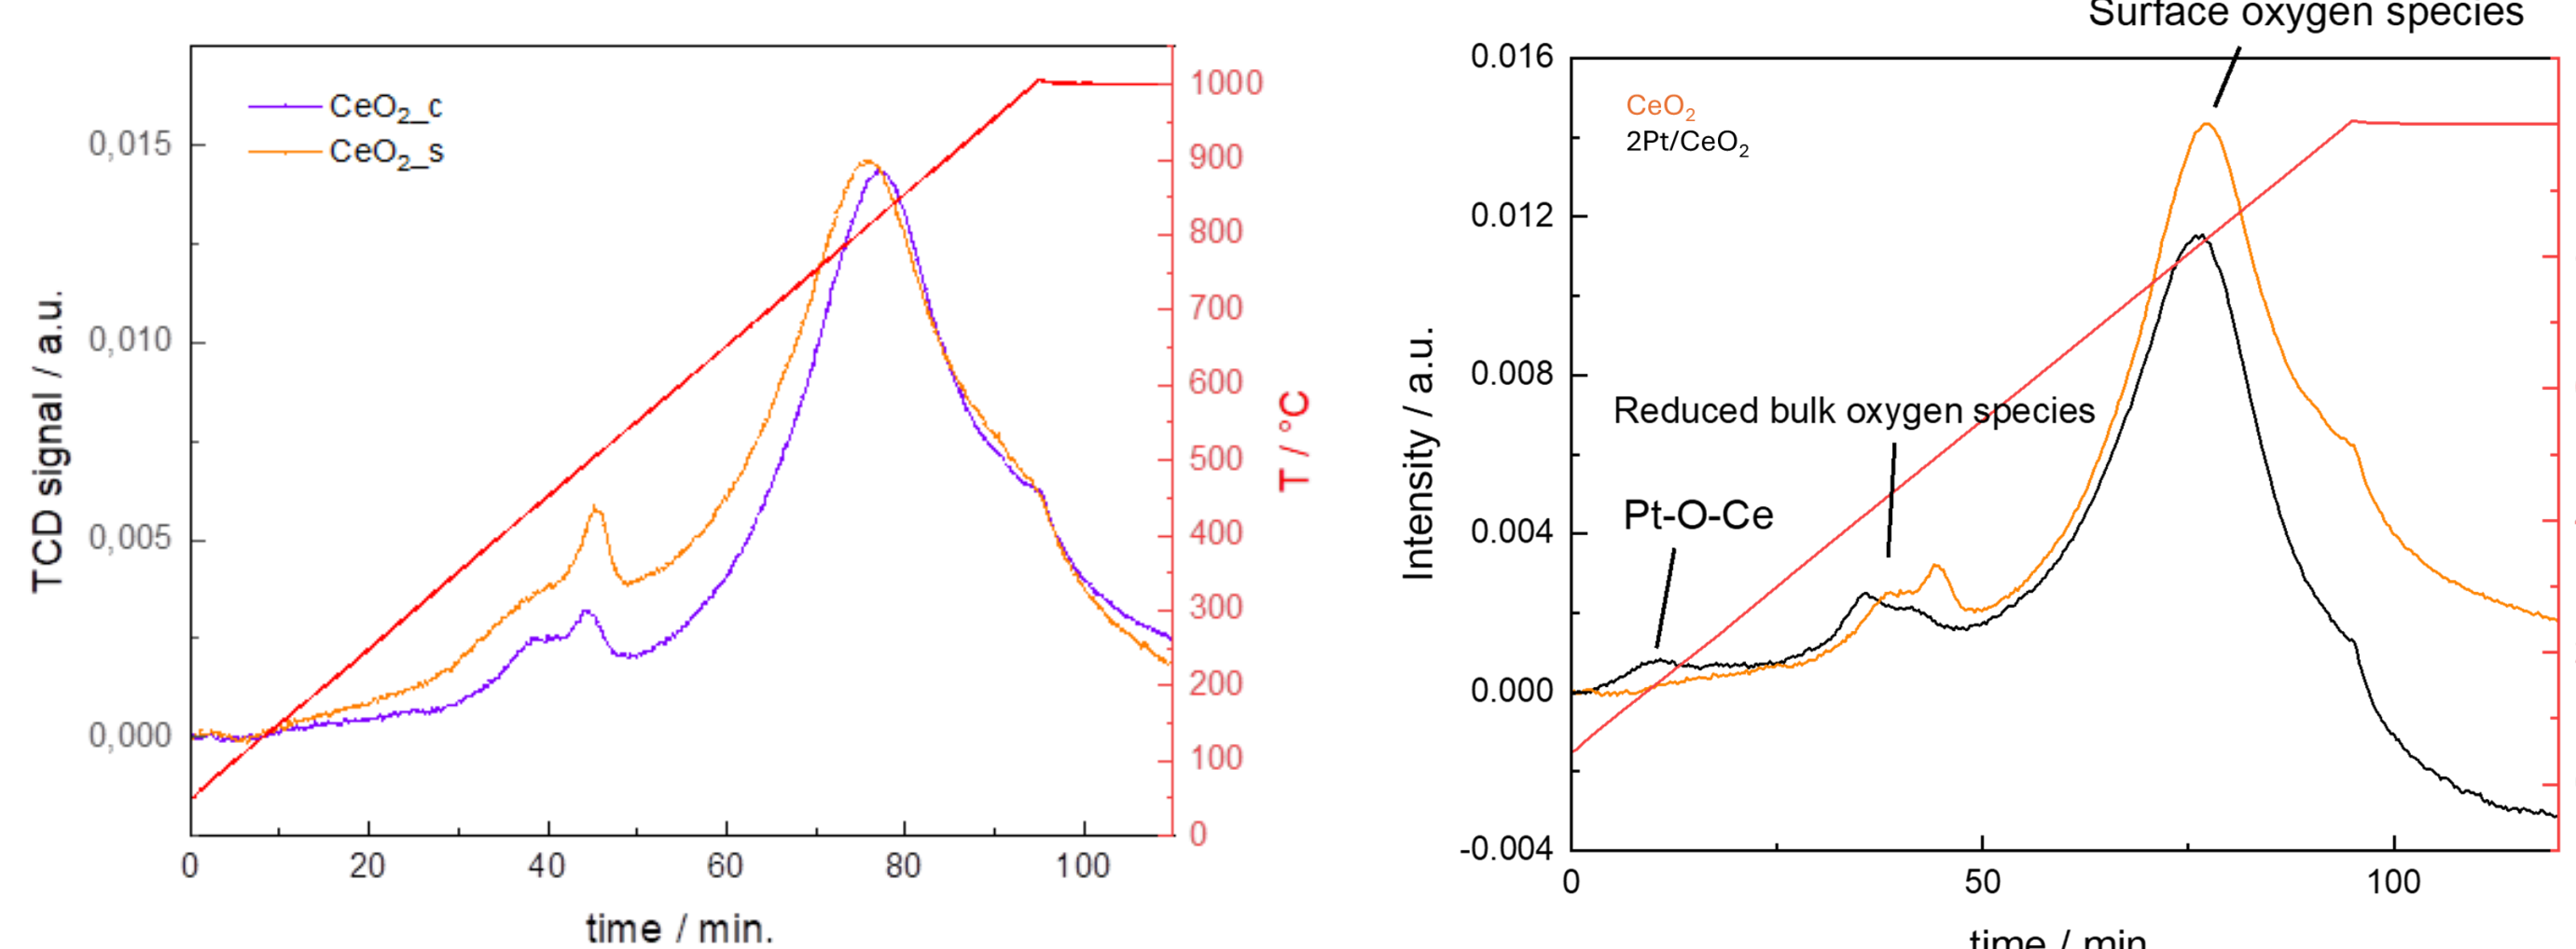 CeO₂_c
CeO₂_s
0,015
0,010
0,005
0,000
TCD signal / a.u.
0
20
40
60
80
100
time / min.
1000
900
800
700
600
500
400
300
200
100
0
T / °C
Surface oxygen species
0.016
0.012
0.008
0.004
0.000
-0.004
Intensity / a.u.
CeO₂
2Pt/CeO₂
Reduced bulk oxygen species
Pt-O-Ce
0
50
100
time / min